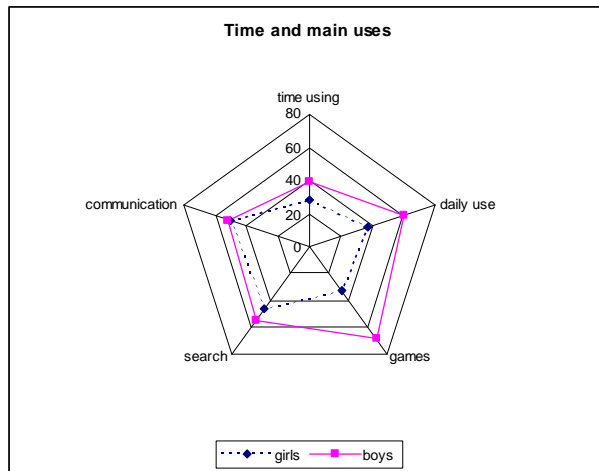 Time and main uses
time using
80
60
40
20
0
communication
daily use
search
games
girls
boys